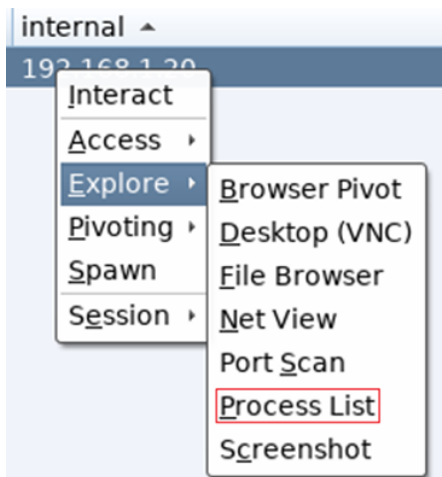 internal
192.168.1.20
Interact
Access
Explore
Pivoting
Spawn
Session
Browser Pivot
Desktop (VNC)
File Browser
Net View
Port Scan
Process List
Screenshot